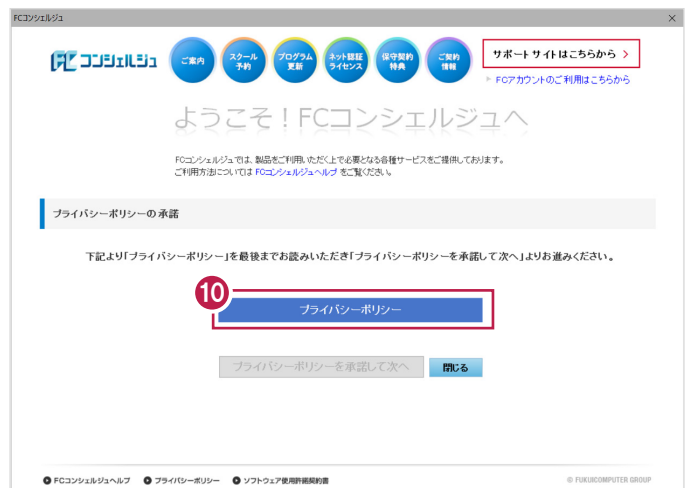 FCコンシェルジュ
FC コンシェルジュ
ご案内
スクール
予約
プログラム
更新
ネット認証
ライセンス
保守契約
特典
ご契約
情報
サポートサイトはこちらから >
FCアカウントのご利用はこちらから
ようこそ！FCコンシェルジュへ
FCコンシェルジュでは、製品をご利用いただく上で必要となる各種サービスをご提供しております。
ご利用方法については FCコンシェルジュヘルプ をご覧ください。
プライバシーポリシーの承諾
下記より「プライバシーポリシー」を最後までお読みいただき「プライバシーポリシーを承諾して次へ」よりお進みください。
10
プライバシーポリシー
プライバシーポリシーを承諾して次へ 閉じる
FCコンシェルジュヘルプ プライバシーポリシー ソフトウェア使用許諾契約書 © FUKUICOMPUTER GROUP